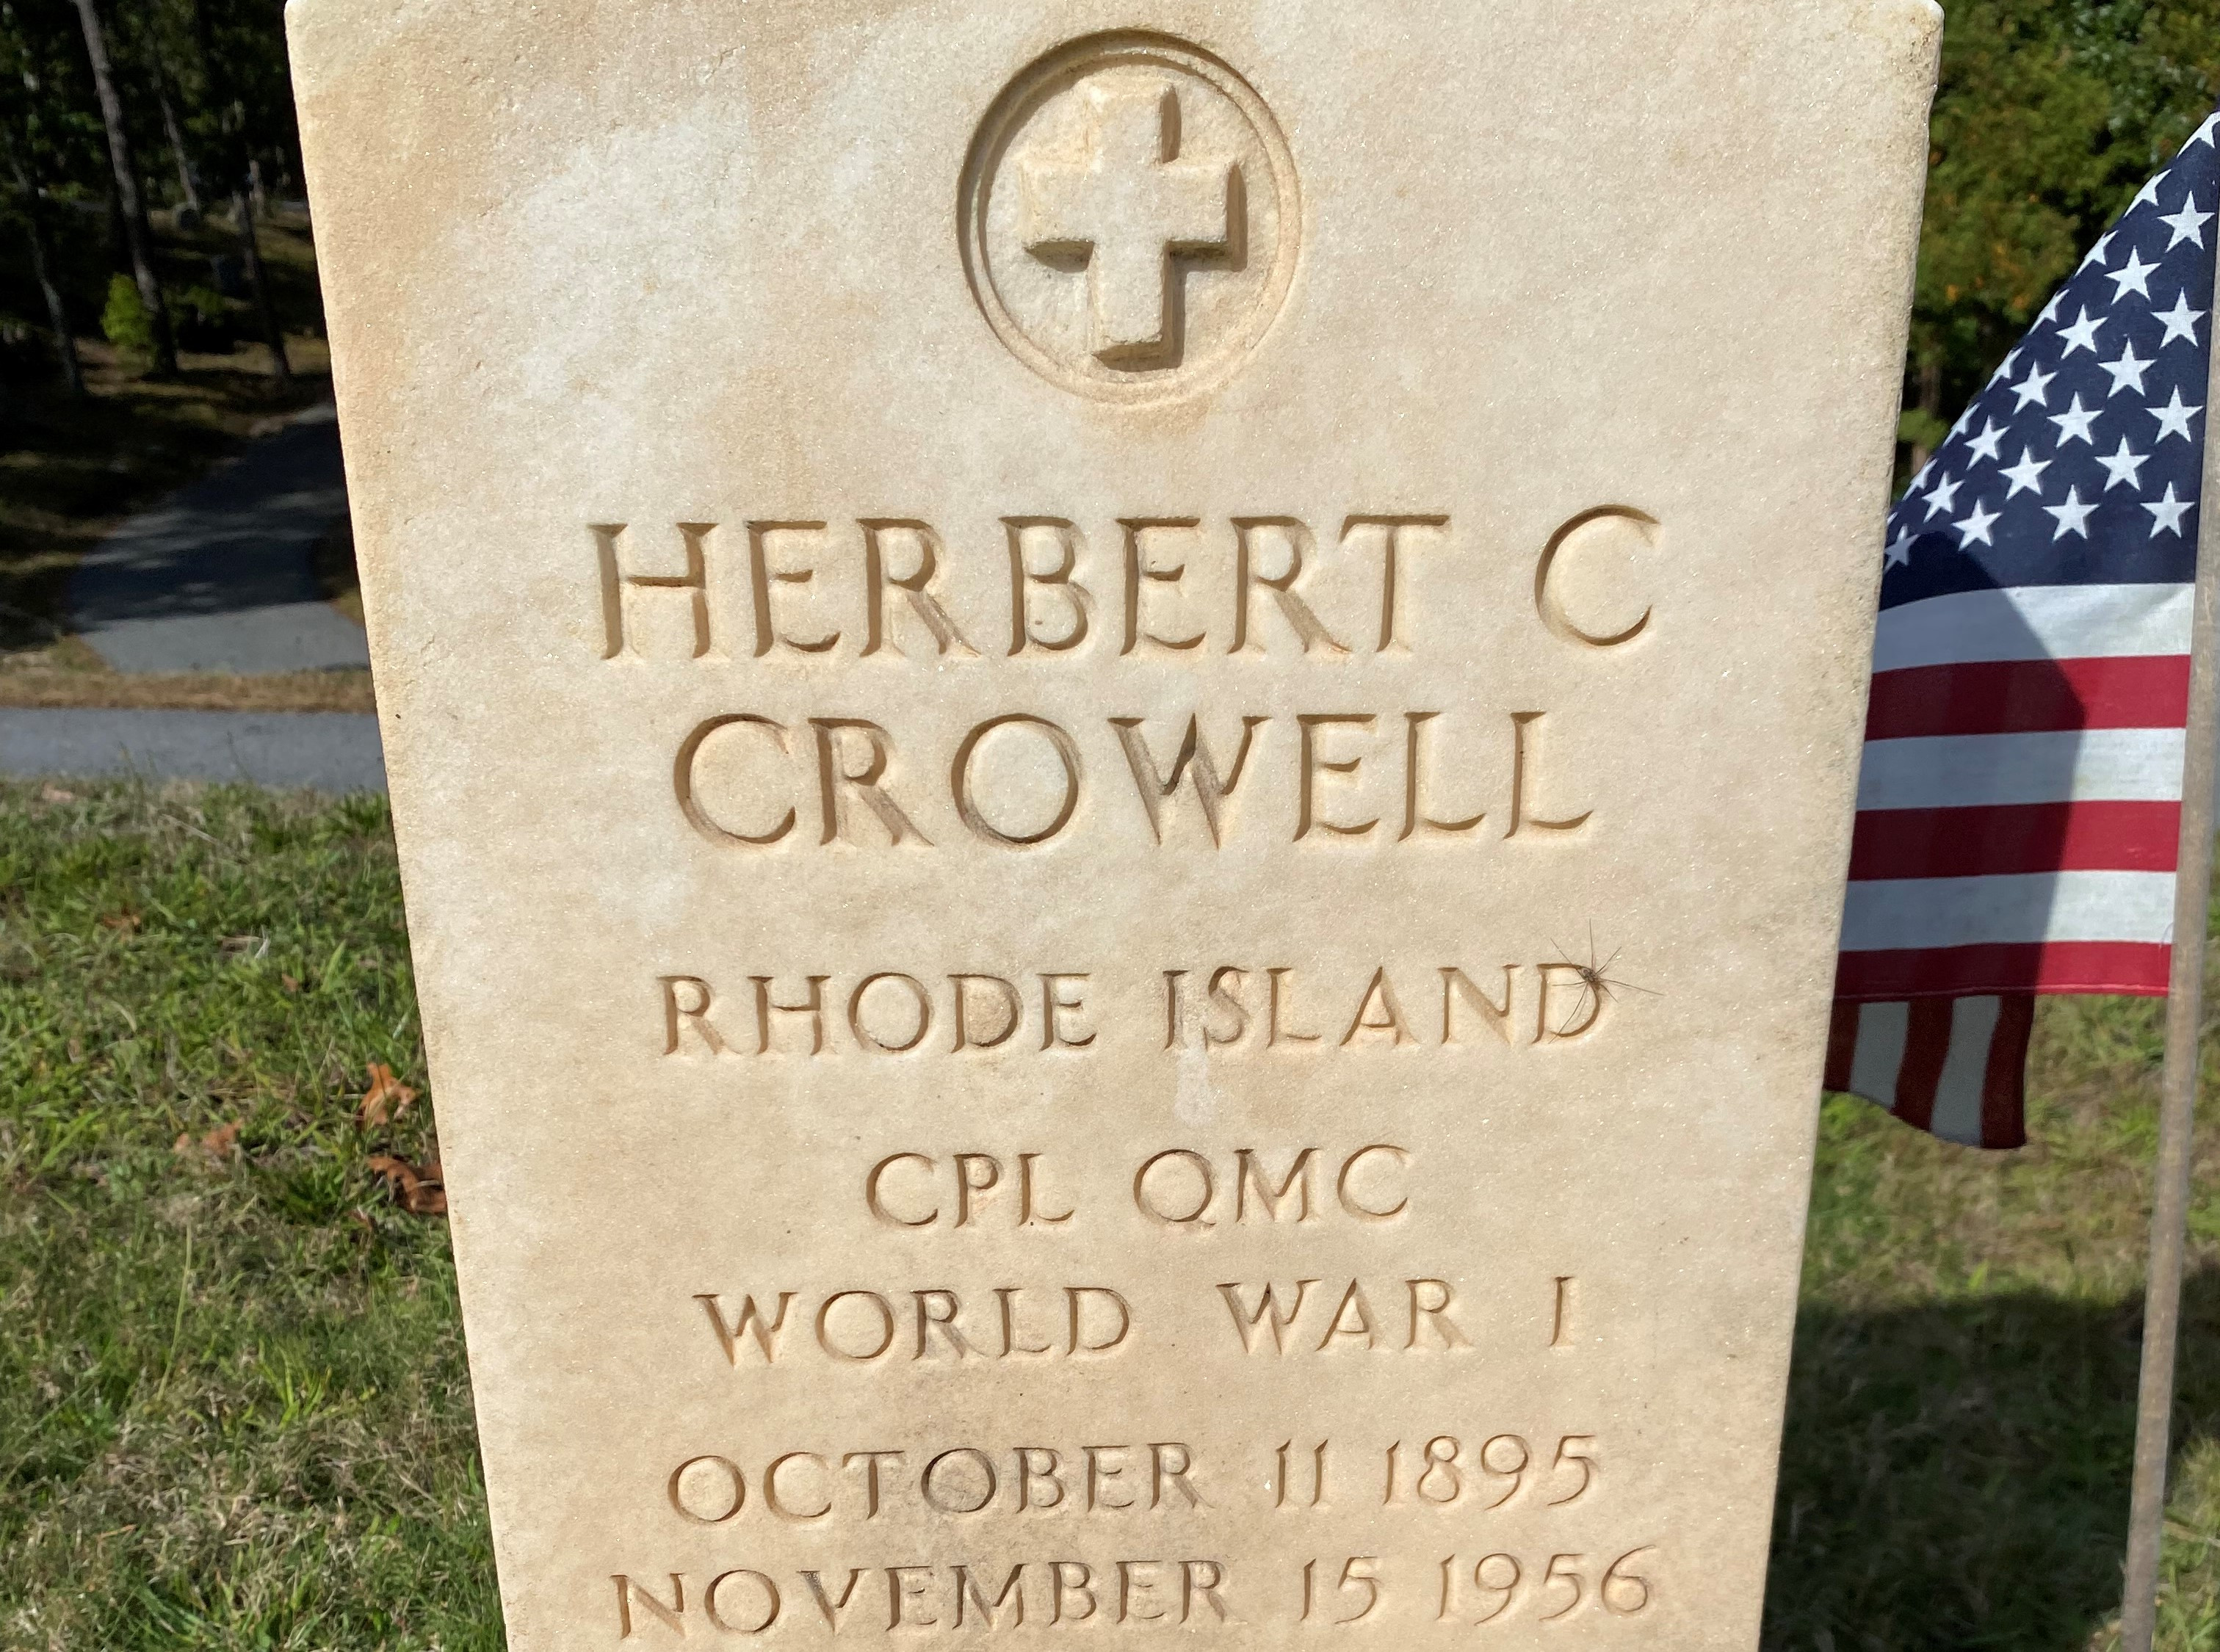 HERBERT C
CROWELL
RHODE ISLAND
CPL QMC
WORLD WAR I
OCTOBER 11 1895
NOVEMBER 15 1956